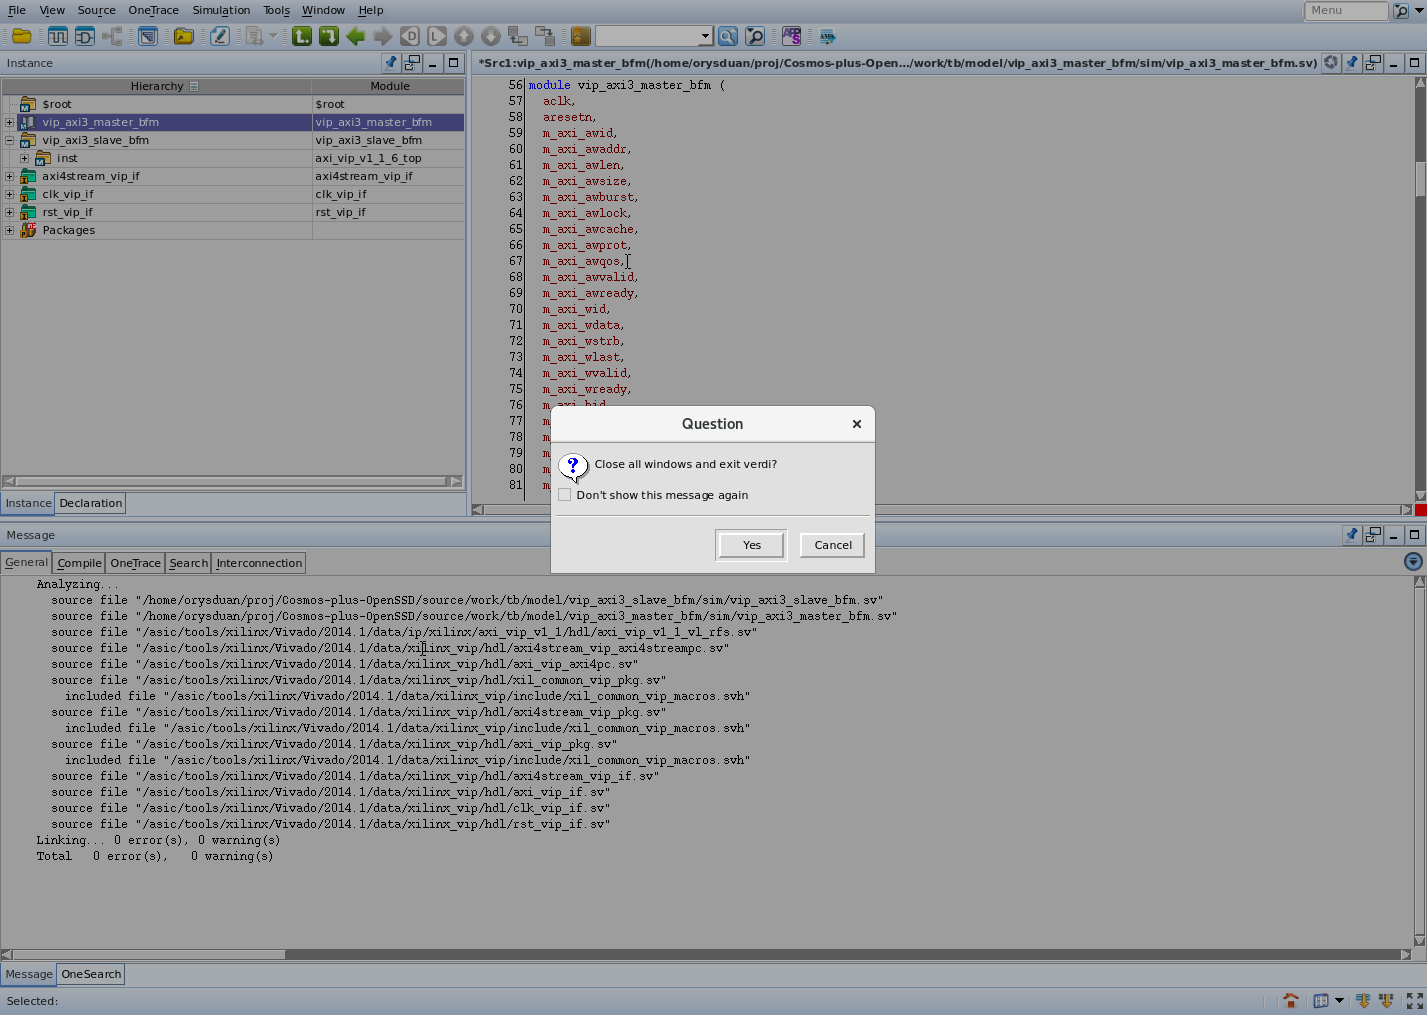 File View Source OneTrace Simulation Tools Window Help Menu
Instance
*Src1:vip_axi3_master_bfm(/home/orysduan/proj/Cosmos-plus-Open.../work/tb/model/vip_axi3_master_bfm/sim/vip_axi3_master_bfm.sv)
Hierarchy Module
$root $root
vip_axi3_master_bfm vip_axi3_master_bfm
vip_axi3_slave_bfm vip_axi3_slave_bfm
inst axi_vip_v1_1_6_top
axi4stream_vip_if axi4stream_vip_if
clk_vip_if clk_vip_if
rst_vip_if rst_vip_if
Packages
Instance Declaration
56 module vip_axi3_master_bfm (
57 aclk,
58 aresetn,
59 m_axi_awid,
60 m_axi_awaddr,
61 m_axi_awlen,
62 m_axi_awsize,
63 m_axi_awburst,
64 m_axi_awlock,
65 m_axi_awcache,
66 m_axi_awprot,
67 m_axi_awqos,
68 m_axi_awvalid,
69 m_axi_awready,
70 m_axi_wid,
71 m_axi_wdata,
72 m_axi_wstrb,
73 m_axi_wlast,
74 m_axi_wvalid,
75 m_axi_wready,
76 m_axi_bid,
77
78
79
80
81
Question
Close all windows and exit verdi?
Don't show this message again
Yes Cancel
Message
General Compile OneTrace Search Interconnection
Analyzing...
source file "/home/orysduan/proj/Cosmos-plus-OpenSSD/source/work/tb/model/vip_axi3_slave_bfm/sim/vip_axi3_slave_bfm.sv"
source file "/home/orysduan/proj/Cosmos-plus-OpenSSD/source/work/tb/model/vip_axi3_master_bfm/sim/vip_axi3_master_bfm.sv"
source file "/asic/tools/xilinx/Vivado/2014.1/data/ip/xilinx/axi_vip_v1_1/hdl/axi_vip_v1_1_vl_rfs.sv"
source file "/asic/tools/xilinx/Vivado/2014.1/data/xilinx_vip/hdl/axi4stream_vip_axi4streampc.sv"
source file "/asic/tools/xilinx/Vivado/2014.1/data/xilinx_vip/hdl/axi_vip_axi4pc.sv"
source file "/asic/tools/xilinx/Vivado/2014.1/data/xilinx_vip/hdl/xil_common_vip_pkg.sv"
included file "/asic/tools/xilinx/Vivado/2014.1/data/xilinx_vip/include/xil_common_vip_macros.svh"
source file "/asic/tools/xilinx/Vivado/2014.1/data/xilinx_vip/hdl/axi4stream_vip_pkg.sv"
included file "/asic/tools/xilinx/Vivado/2014.1/data/xilinx_vip/include/xil_common_vip_macros.svh"
source file "/asic/tools/xilinx/Vivado/2014.1/data/xilinx_vip/hdl/axi_vip_pkg.sv"
included file "/asic/tools/xilinx/Vivado/2014.1/data/xilinx_vip/include/xil_common_vip_macros.svh"
source file "/asic/tools/xilinx/Vivado/2014.1/data/xilinx_vip/hdl/axi4stream_vip_if.sv"
source file "/asic/tools/xilinx/Vivado/2014.1/data/xilinx_vip/hdl/axi_vip_if.sv"
source file "/asic/tools/xilinx/Vivado/2014.1/data/xilinx_vip/hdl/clk_vip_if.sv"
source file "/asic/tools/xilinx/Vivado/2014.1/data/xilinx_vip/hdl/rst_vip_if.sv"
Linking... 0 error(s), 0 warning(s)
Total 0 error(s), 0 warning(s)
Message OneSearch
Selected: